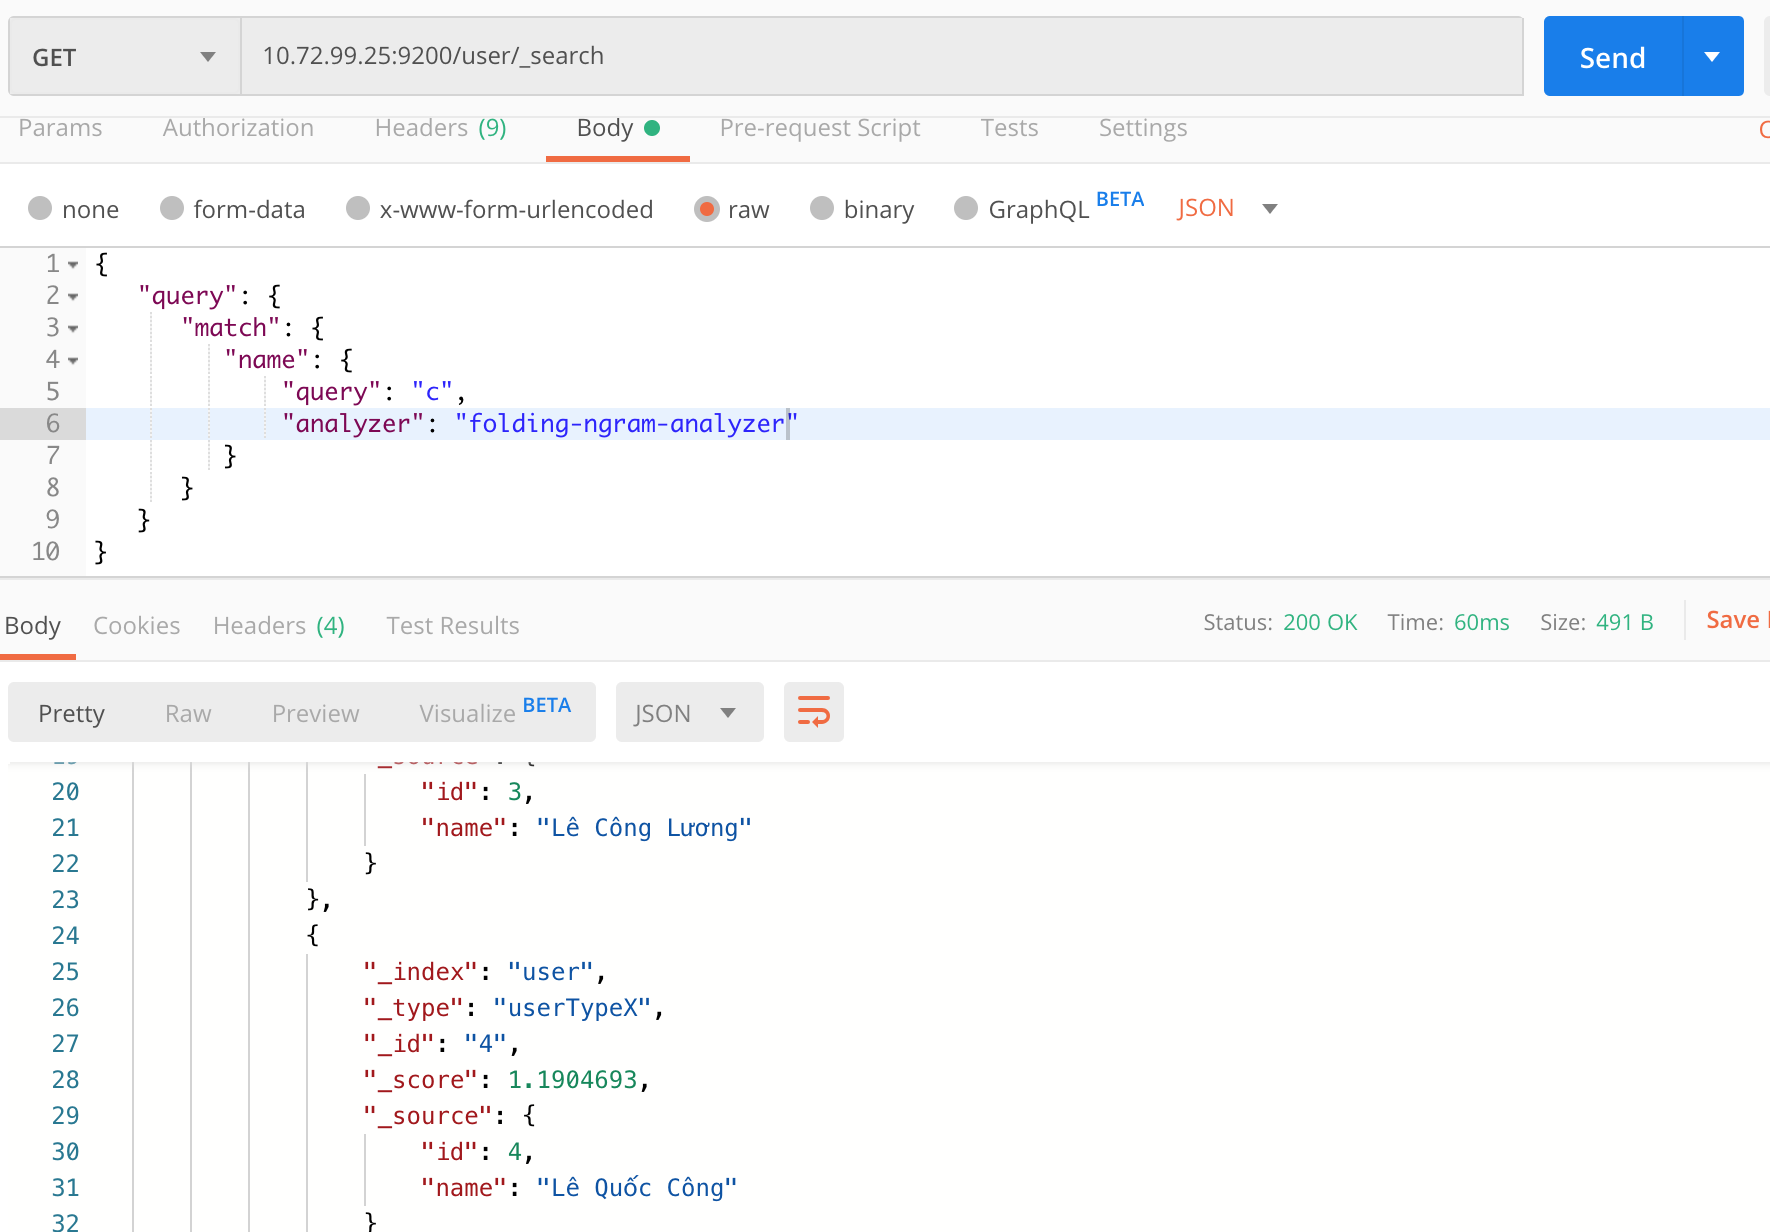 GET 10.72.99.25:9200/user/_search Send
Params Authorization Headers (9) Body Pre-request Script Tests Settings
none form-data x-www-form-urlencoded raw binary GraphQL BETA JSON
1 {
2 "query": {
3 "match": {
4 "name": {
5 "query": "c",
6 "analyzer": "folding-ngram-analyzer"
7 }
8 }
9 }
10 }
Body Cookies Headers (4) Test Results Status: 200 OK Time: 60ms Size: 491 B Save
Pretty Raw Preview Visualize BETA JSON
20 "id": 3,
21 "name": "Lê Công Lương"
22 }
23 },
24 {
25 "_index": "user",
26 "_type": "userTypeX",
27 "_id": "4",
28 "_score": 1.1904693,
29 "_source": {
30 "id": 4,
31 "name": "Lê Quốc Công"
32 }